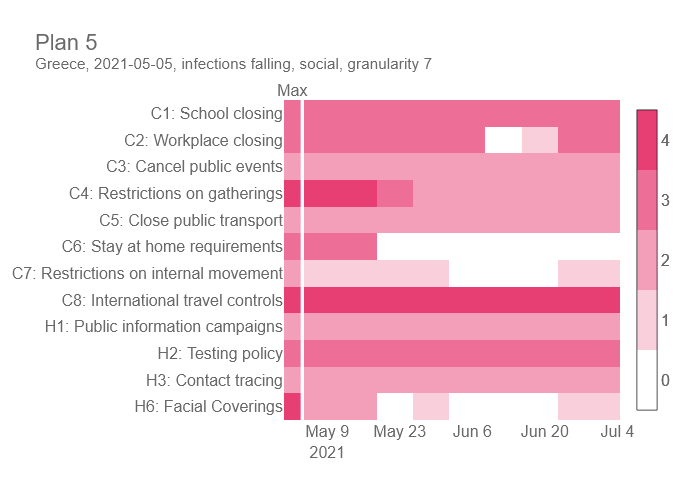 Plan 5
Greece, 2021-05-05, infections falling, social, granularity 7
Max
C1: School closing
C2: Workplace closing
C3: Cancel public events
C4: Restrictions on gatherings
C5: Close public transport
C6: Stay at home requirements
C7: Restrictions on internal movement
C8: International travel controls
H1: Public information campaigns
H2: Testing policy
H3: Contact tracing
H6: Facial Coverings
4
3
2
1
0
May 9 May 23 Jun 6 Jun 20 Jul 4
2021